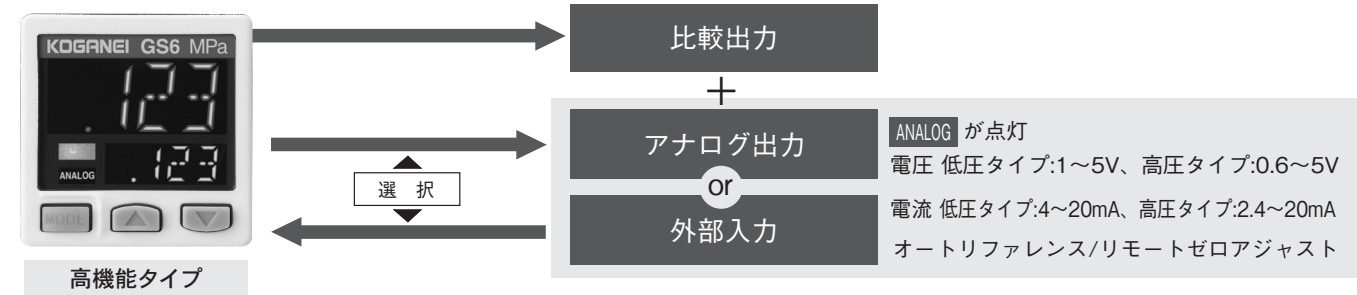 KOGANEI GS6 MPa
.123
ANALOG .123
MODE
高機能タイプ
選 択
比較出力
+
アナログ出力
or
外部入力
ANALOG が点灯
電圧 低圧タイプ:1～5V、高圧タイプ:0.6～5V
電流 低圧タイプ:4～20mA、高圧タイプ:2.4～20mA
オートリファレンス/リモートゼロアジャスト